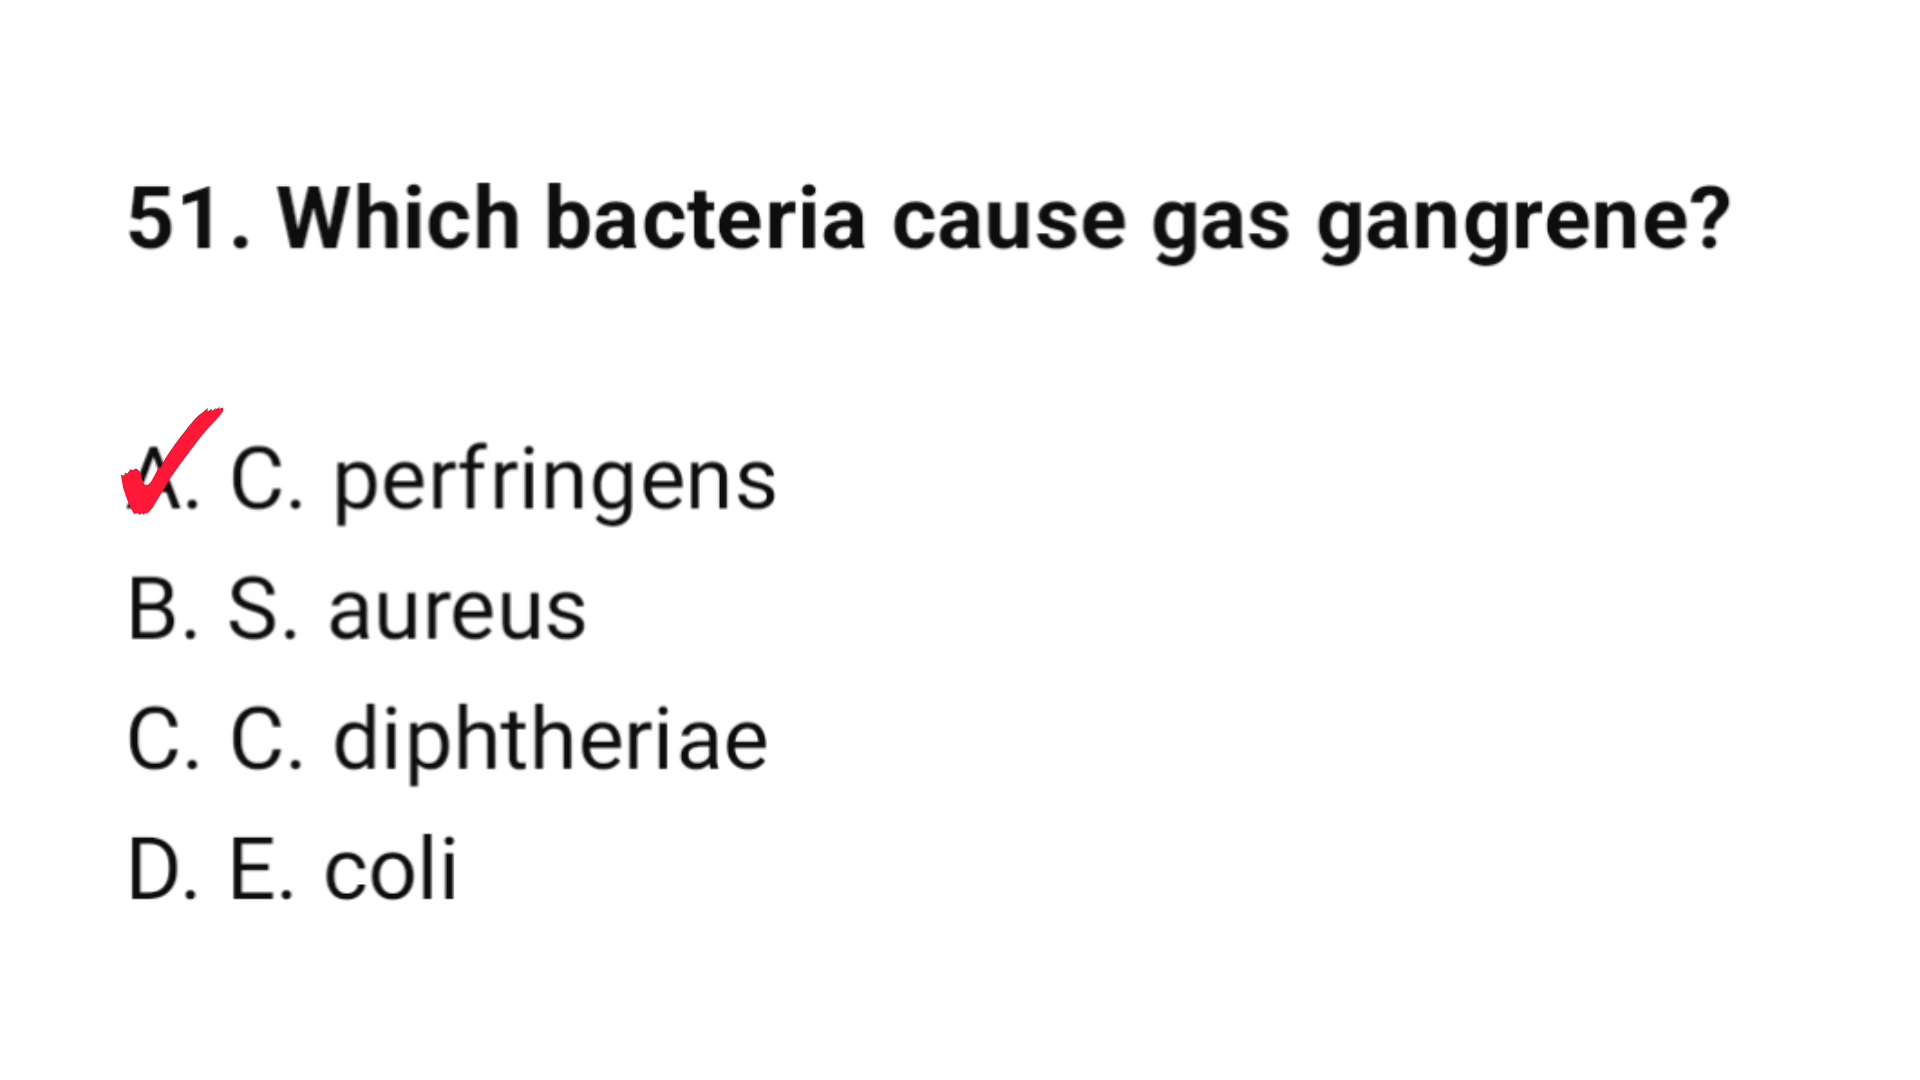 51. Which bacteria cause gas gangrene?
A. C. perfringens
B. S. aureus
C. C. diphtheriae
D. E. coli